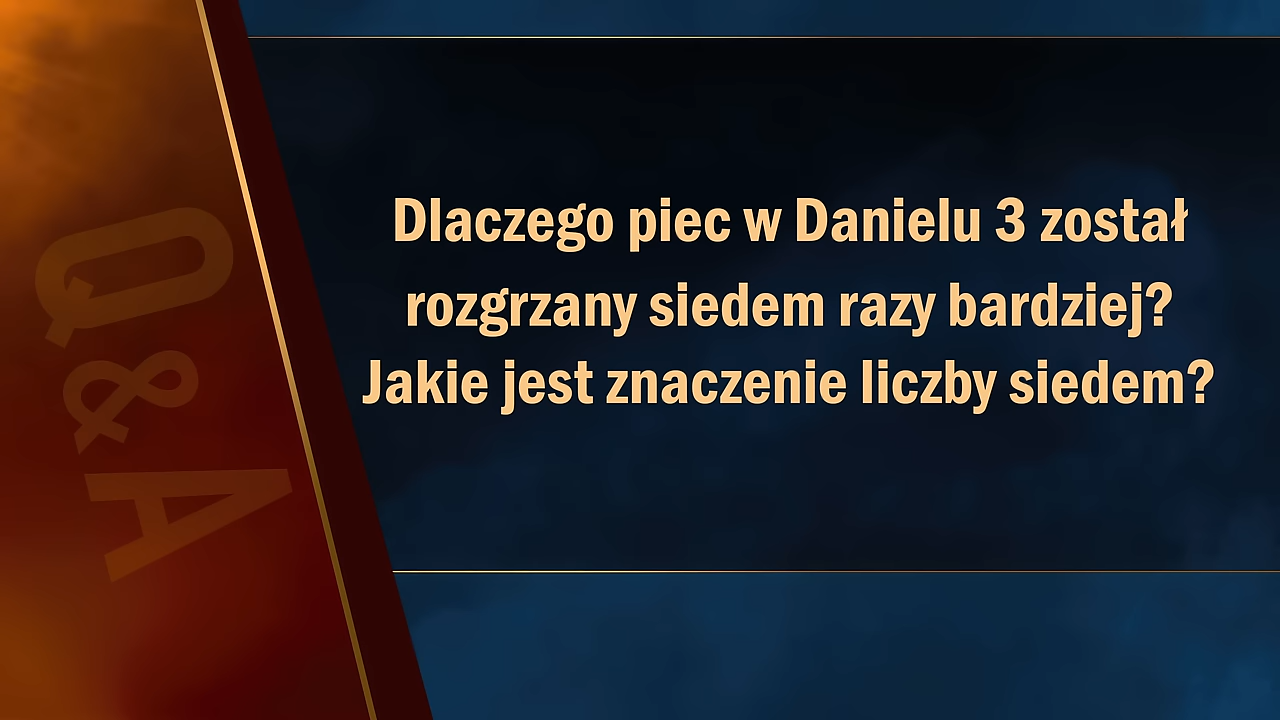 Dlaczego piec w Danielu 3 został
rozgrzany siedem razy bardziej?
Jakie jest znaczenie liczby siedem?
Q & A